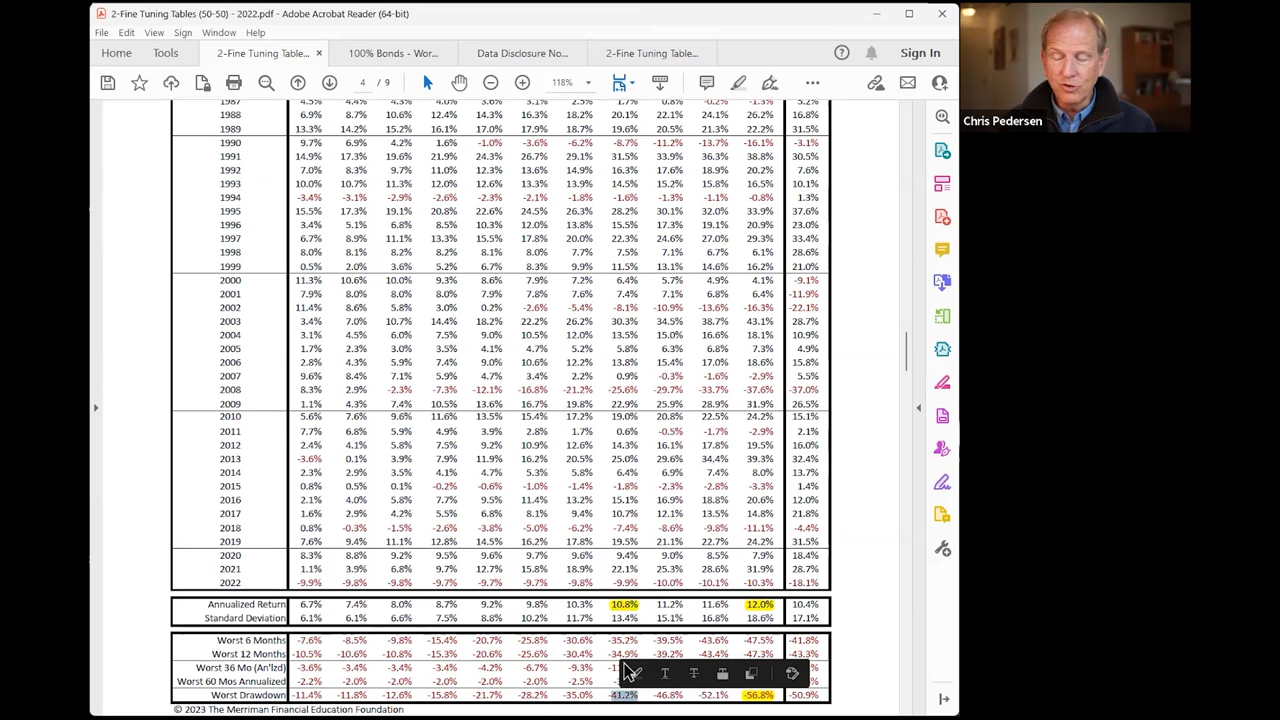 2-Fine Tuning Tables (50-50) - 2022.pdf - Adobe Acrobat Reader (64-bit)
File Edit View Sign Window Help
Home Tools 2-Fine Tuning Table... × 100% Bonds - Wor... Data Disclosure No... 2-Fine Tuning Table... Sign In
4 / 9 118%
Chris Pedersen
1987 4.5% 4.4% 4.3% 4.0% 3.6% 3.1% 2.5% 1.7% 0.8% -0.2% -1.3% 5.2%
1988 6.9% 8.7% 10.6% 12.4% 14.3% 16.3% 18.2% 20.1% 22.1% 24.1% 26.2% 16.8%
1989 13.3% 14.2% 15.2% 16.1% 17.0% 17.9% 18.7% 19.6% 20.5% 21.3% 22.2% 31.5%
1990 9.7% 6.9% 4.2% 1.6% -1.0% -3.6% -6.2% -8.7% -11.2% -13.7% -16.1% -3.1%
1991 14.9% 17.3% 19.6% 21.9% 24.3% 26.7% 29.1% 31.5% 33.9% 36.3% 38.8% 30.5%
1992 7.0% 8.3% 9.7% 11.0% 12.3% 13.6% 14.9% 16.3% 17.6% 18.9% 20.2% 7.6%
1993 10.0% 10.7% 11.3% 12.0% 12.6% 13.3% 13.9% 14.5% 15.2% 15.8% 16.5% 10.1%
1994 -3.4% -3.1% -2.9% -2.6% -2.3% -2.1% -1.8% -1.6% -1.3% -1.1% -0.8% 1.3%
1995 15.5% 17.3% 19.1% 20.8% 22.6% 24.5% 26.3% 28.2% 30.1% 32.0% 33.9% 37.6%
1996 3.4% 5.1% 6.8% 8.5% 10.3% 12.0% 13.8% 15.5% 17.3% 19.1% 20.9% 23.0%
1997 6.7% 8.9% 11.1% 13.3% 15.5% 17.8% 20.0% 22.3% 24.6% 27.0% 29.3% 33.4%
1998 8.0% 8.1% 8.2% 8.2% 8.1% 8.0% 7.7% 7.5% 7.1% 6.7% 6.1% 28.6%
1999 0.5% 2.0% 3.6% 5.2% 6.7% 8.3% 9.9% 11.5% 13.1% 14.6% 16.2% 21.0%
2000 11.3% 10.6% 10.0% 9.3% 8.6% 7.9% 7.2% 6.4% 5.7% 4.9% 4.1% -9.1%
2001 7.9% 8.0% 8.0% 8.0% 7.9% 7.8% 7.6% 7.4% 7.1% 6.8% 6.4% -11.9%
2002 11.4% 8.6% 5.8% 3.0% 0.2% -2.6% -5.4% -8.1% -10.9% -13.6% -16.3% -22.1%
2003 3.4% 7.0% 10.7% 14.4% 18.2% 22.2% 26.2% 30.3% 34.5% 38.7% 43.1% 28.7%
2004 3.1% 4.5% 6.0% 7.5% 9.0% 10.5% 12.0% 13.5% 15.0% 16.6% 18.1% 10.9%
2005 1.7% 2.3% 3.0% 3.5% 4.1% 4.7% 5.2% 5.8% 6.3% 6.8% 7.3% 4.9%
2006 2.8% 4.3% 5.9% 7.4% 9.0% 10.6% 12.2% 13.8% 15.4% 17.0% 18.6% 15.8%
2007 9.6% 8.4% 7.1% 5.9% 4.7% 3.4% 2.2% 0.9% -0.3% -1.6% -2.9% 5.5%
2008 8.3% 2.9% -2.3% -7.3% -12.1% -16.8% -21.2% -25.6% -29.7% -33.7% -37.6% -37.0%
2009 1.1% 4.3% 7.4% 10.5% 13.6% 16.7% 19.8% 22.9% 25.9% 28.9% 31.9% 26.5%
2010 5.6% 7.6% 9.6% 11.6% 13.5% 15.4% 17.2% 19.0% 20.8% 22.5% 24.2% 15.1%
2011 7.7% 6.8% 5.9% 4.9% 3.9% 2.8% 1.7% 0.6% -0.5% -1.7% -2.9% 2.1%
2012 2.4% 4.1% 5.8% 7.5% 9.2% 10.9% 12.6% 14.3% 16.1% 17.8% 19.5% 16.0%
2013 -3.6% 0.1% 3.9% 7.9% 11.9% 16.2% 20.5% 25.0% 29.6% 34.4% 39.3% 32.4%
2014 2.3% 2.9% 3.5% 4.1% 4.7% 5.3% 5.8% 6.4% 6.9% 7.4% 8.0% 13.7%
2015 0.8% 0.5% 0.1% -0.2% -0.6% -1.0% -1.4% -1.8% -2.3% -2.8% -3.3% 1.4%
2016 2.1% 4.0% 5.8% 7.7% 9.5% 11.4% 13.2% 15.1% 16.9% 18.8% 20.6% 12.0%
2017 1.6% 2.9% 4.2% 5.5% 6.8% 8.1% 9.4% 10.7% 12.1% 13.5% 14.8% 21.8%
2018 0.8% -0.3% -1.5% -2.6% -3.8% -5.0% -6.2% -7.4% -8.6% -9.8% -11.1% -4.4%
2019 7.6% 9.4% 11.1% 12.8% 14.5% 16.2% 17.8% 19.5% 21.1% 22.7% 24.2% 31.5%
2020 8.3% 8.8% 9.2% 9.5% 9.6% 9.7% 9.6% 9.4% 9.0% 8.5% 7.9% 18.4%
2021 1.1% 3.9% 6.8% 9.7% 12.7% 15.8% 18.9% 22.1% 25.3% 28.6% 31.9% 28.7%
2022 -9.9% -9.8% -9.8% -9.7% -9.7% -9.7% -9.8% -9.9% -10.0% -10.1% -10.3% -18.1%
Annualized Return 6.7% 7.4% 8.0% 8.7% 9.2% 9.8% 10.3% 10.8% 11.2% 11.6% 12.0% 10.4%
Standard Deviation 6.1% 6.1% 6.6% 7.5% 8.8% 10.2% 11.7% 13.4% 15.1% 16.8% 18.6% 17.1%
Worst 6 Months -7.6% -8.5% -9.8% -15.4% -20.7% -25.8% -30.6% -35.2% -39.5% -43.6% -47.5% -41.8%
Worst 12 Months -10.5% -10.6% -10.8% -15.3% -20.6% -25.6% -30.4% -34.9% -39.2% -43.4% -47.3% -43.3%
Worst 36 Mo (An'lzd) -3.6% -3.4% -3.4% -3.4% -4.2% -6.7% -9.3%
Worst 60 Mos Annualized -2.2% -2.0% -2.0% -2.0% -2.0% -2.0% -2.5%
Worst Drawdown -11.4% -11.8% -12.6% -15.8% -21.7% -28.2% -35.0% -41.2% -46.8% -52.1% -56.8% -50.9%
© 2023 The Merriman Financial Education Foundation